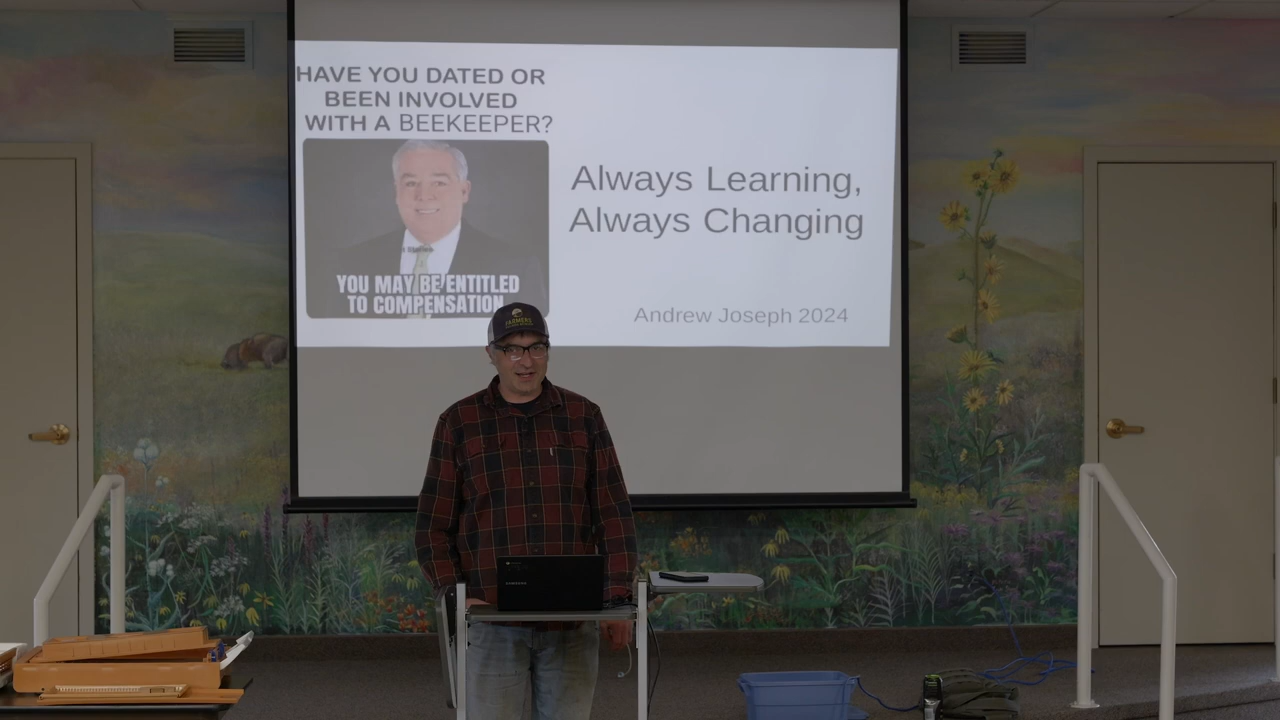 HAVE YOU DATED OR
BEEN INVOLVED
WITH A BEEKEEPER?
YOU MAY BE ENTITLED
TO COMPENSATION
Always Learning,
Always Changing
Andrew Joseph 2024
FARMERS
SAMSUNG